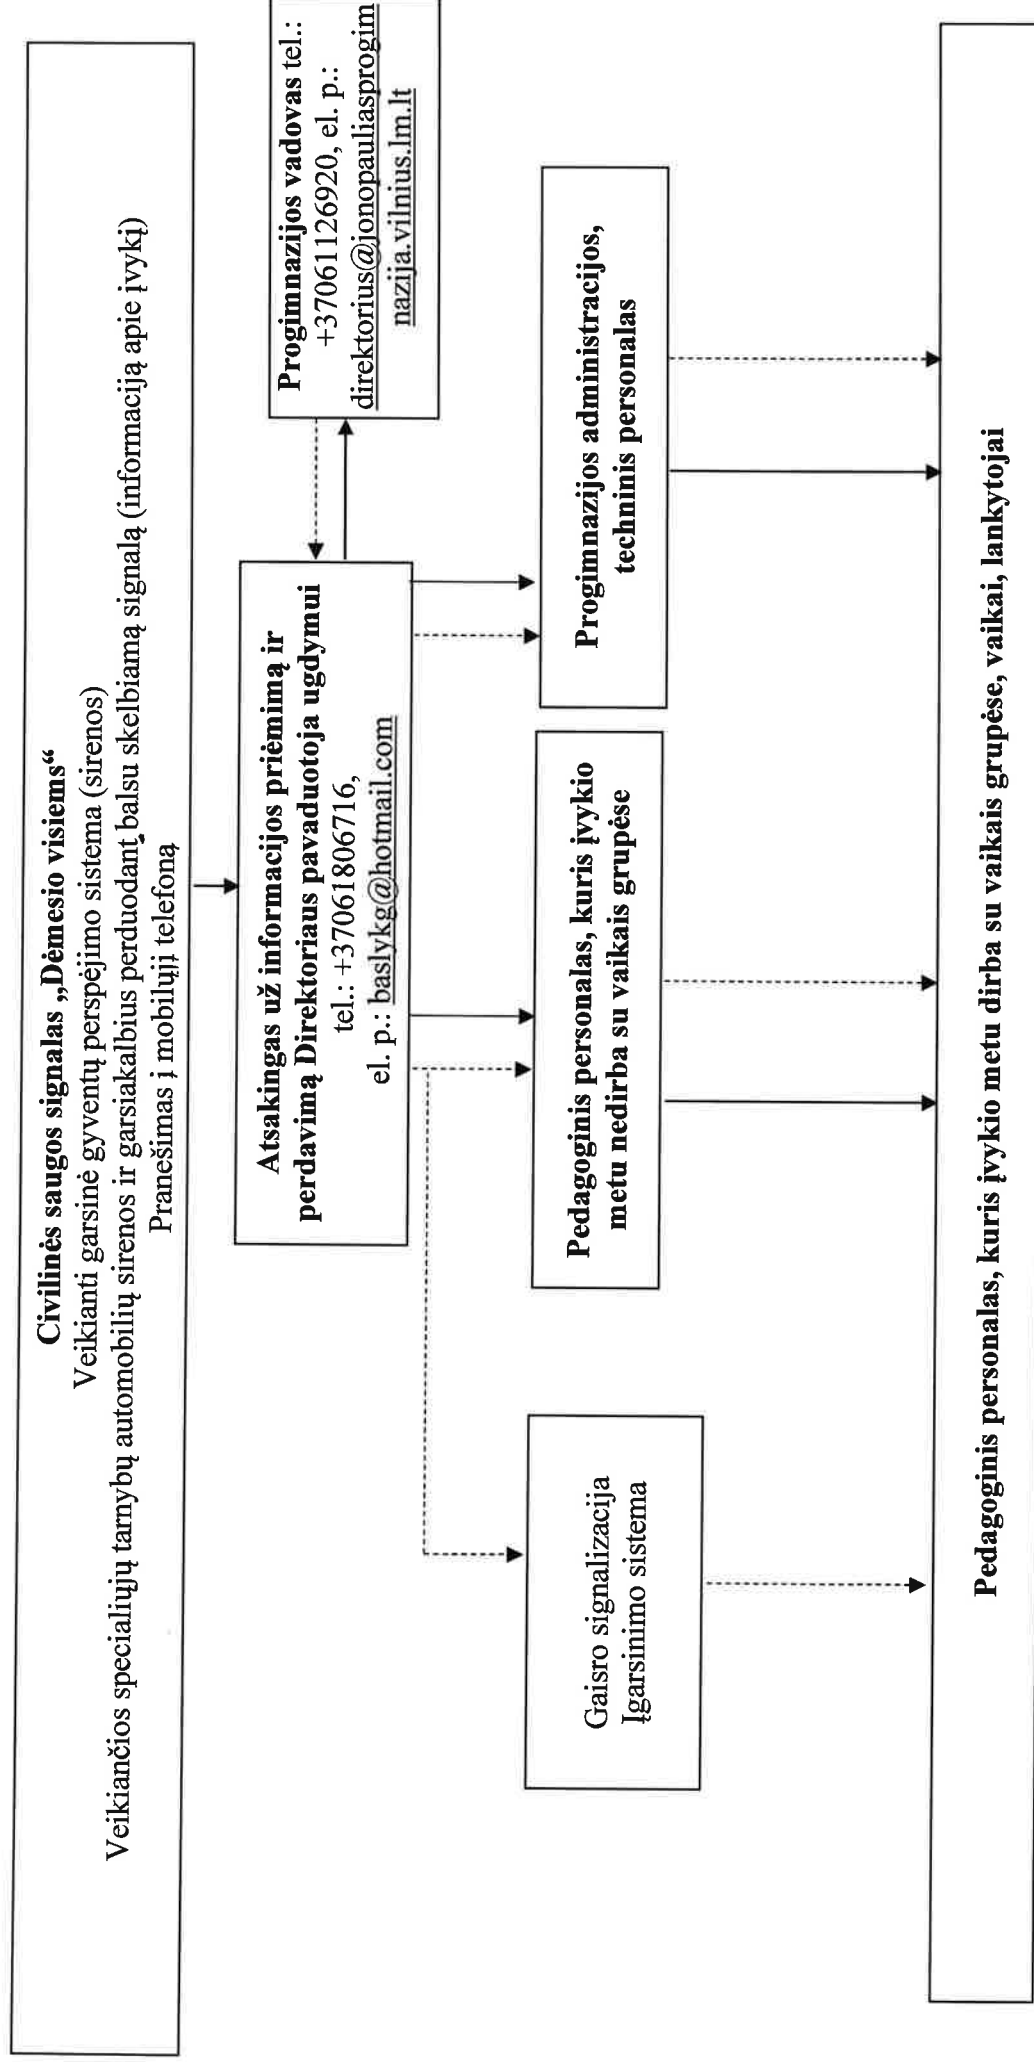 Civilinės saugos signalas „Dėmesio visiems“
Veikianti garsinė gyventųjų perspėjimo sistema (sirenos)
Veikiančios specialiųjų tarnybų automobilių sirenos ir garsiakalbius perduodant balsu skelbiamą signalą (informaciją apie įvykį)
Pranešimas į mobilųjį telefoną
Atsakingas už informacijos priėmimą ir
perdavimą Direktoriaus pavaduotoja ugdymui
tel.: +37061806716,
el. p.: baslykg@hotmail.com
Progimnazijos vadovas tel.:
+37061126920, el. p.:
direktorius@jonopauliasprogim
nazija.vilnius.lm.lt
Gaisro signalizacija
Įgarsinimo sistema
Pedagoginis personalas, kuris įvykio
metu nedirba su vaikais grupėse
Progimnazijos administracijos,
techninis personalas
Pedagoginis personalas, kuris įvykio metu dirba su vaikais grupėse, vaikai, lankytojai